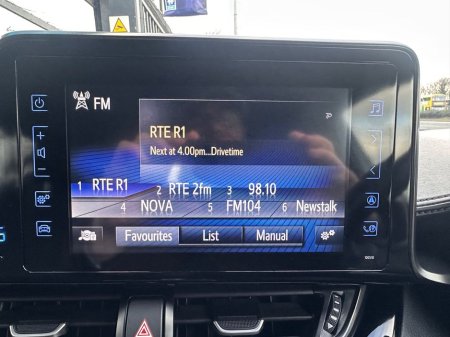 FM
RTE R1
Next at 4.00pm...Drivetime
1 RTE R1 2 RTE 2fm 3 98.10
4 NOVA 5 FM104 6 Newstalk
Favourites List Manual